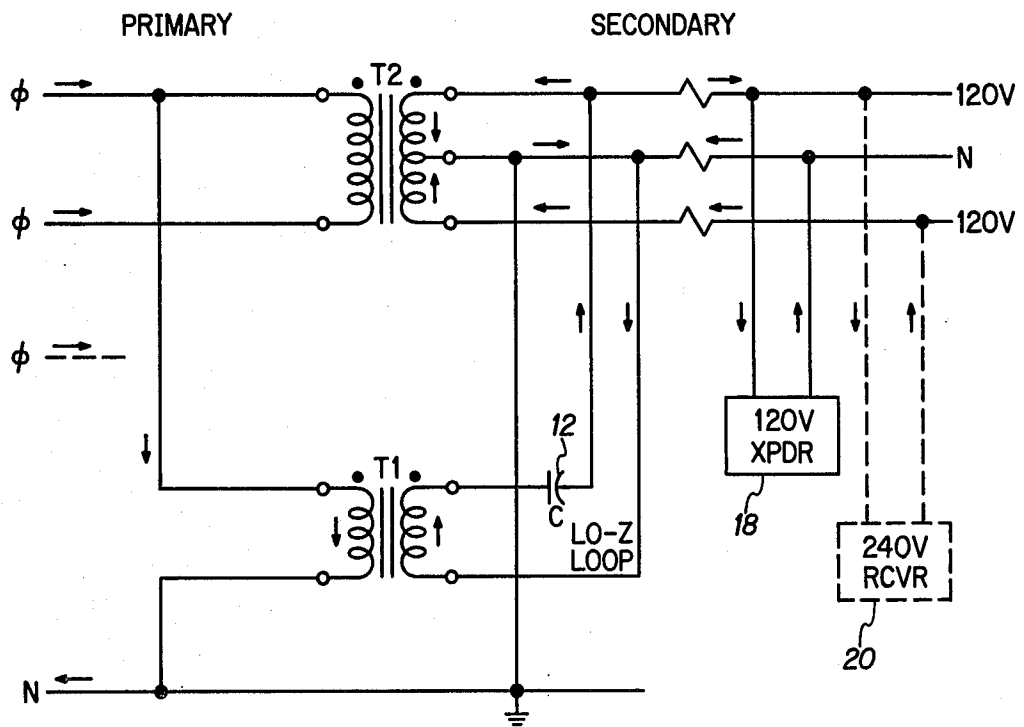 PRIMARY SECONDARY
T2
ϕ
120V
N
ϕ
120V
ϕ
12
120V
XPDR
T1
C
18
LO-Z
LOOP
240V
RCVR
20
N